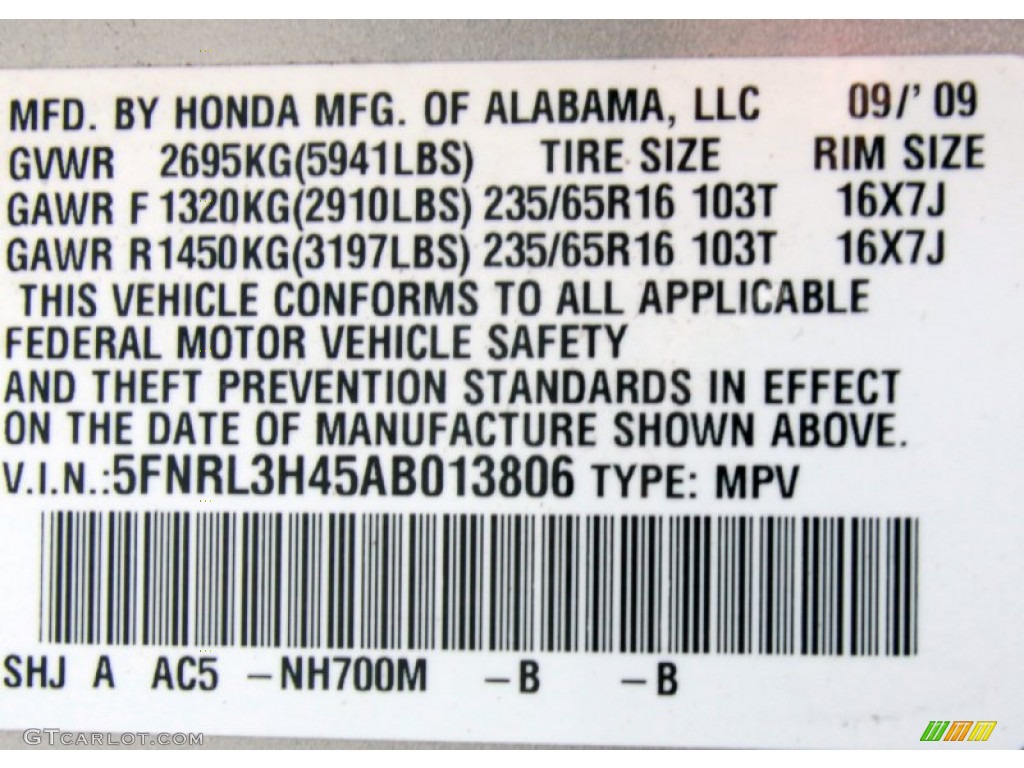 MFD. BY HONDA MFG. OF ALABAMA, LLC 09/' 09
GVWR 2695KG(5941LBS) TIRE SIZE RIM SIZE
GAWR F 1320KG(2910LBS) 235/65R16 103T 16X7J
GAWR R1450KG(3197LBS) 235/65R16 103T 16X7J
THIS VEHICLE CONFORMS TO ALL APPLICABLE
FEDERAL MOTOR VEHICLE SAFETY
AND THEFT PREVENTION STANDARDS IN EFFECT
ON THE DATE OF MANUFACTURE SHOWN ABOVE.
V.I.N.:5FNRL3H45AB013806 TYPE: MPV
SHJ A AC5 –NH700M –B –B
GTCARLOT.COM